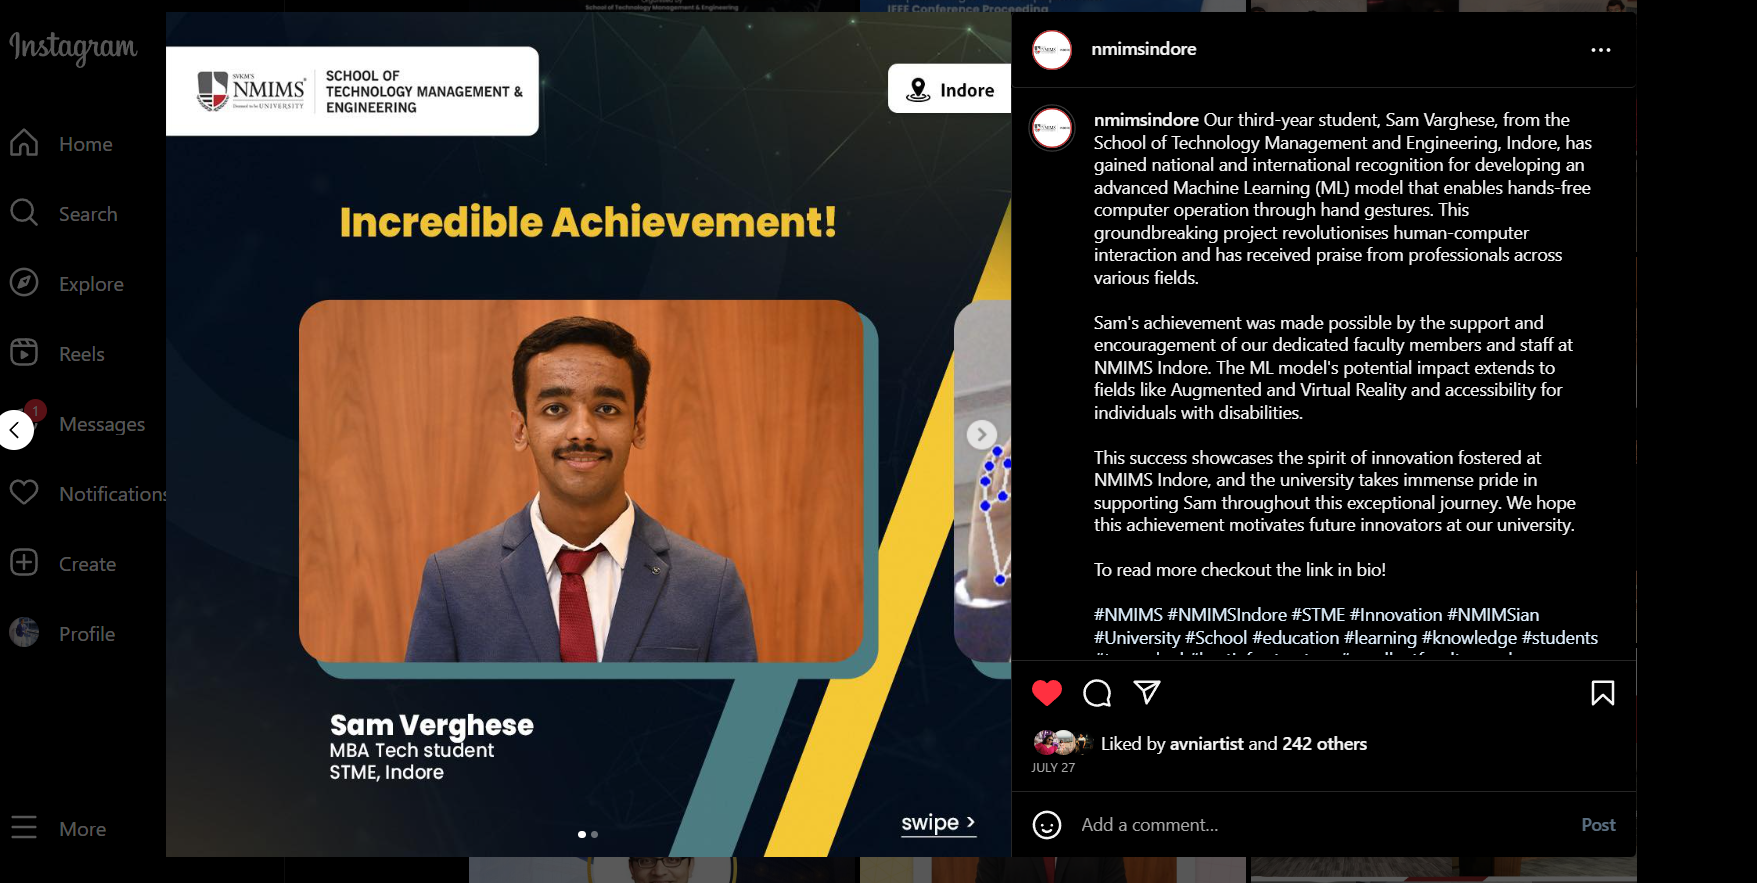 Instagram
Home
Search
Explore
Reels
1
Messages
Notifications
Create
Profile
More
School of Technology Management & Engineering
IEEE Conference Proceeding
SVKM'S
NMIMS
Deemed to be UNIVERSITY
SCHOOL OF
TECHNOLOGY MANAGEMENT &
ENGINEERING
Indore
Incredible Achievement!
Sam Verghese
MBA Tech student
STME, Indore
swipe >
nmimsindore
nmimsindore Our third-year student, Sam Varghese, from the
School of Technology Management and Engineering, Indore, has
gained national and international recognition for developing an
advanced Machine Learning (ML) model that enables hands-free
computer operation through hand gestures. This
groundbreaking project revolutionises human-computer
interaction and has received praise from professionals across
various fields.
Sam's achievement was made possible by the support and
encouragement of our dedicated faculty members and staff at
NMIMS Indore. The ML model's potential impact extends to
fields like Augmented and Virtual Reality and accessibility for
individuals with disabilities.
This success showcases the spirit of innovation fostered at
NMIMS Indore, and the university takes immense pride in
supporting Sam throughout this exceptional journey. We hope
this achievement motivates future innovators at our university.
To read more checkout the link in bio!
#NMIMS #NMIMSIndore #STME #Innovation #NMIMSian
#University #School #education #learning #knowledge #students
Liked by avniartist and 242 others
JULY 27
Add a comment...
Post